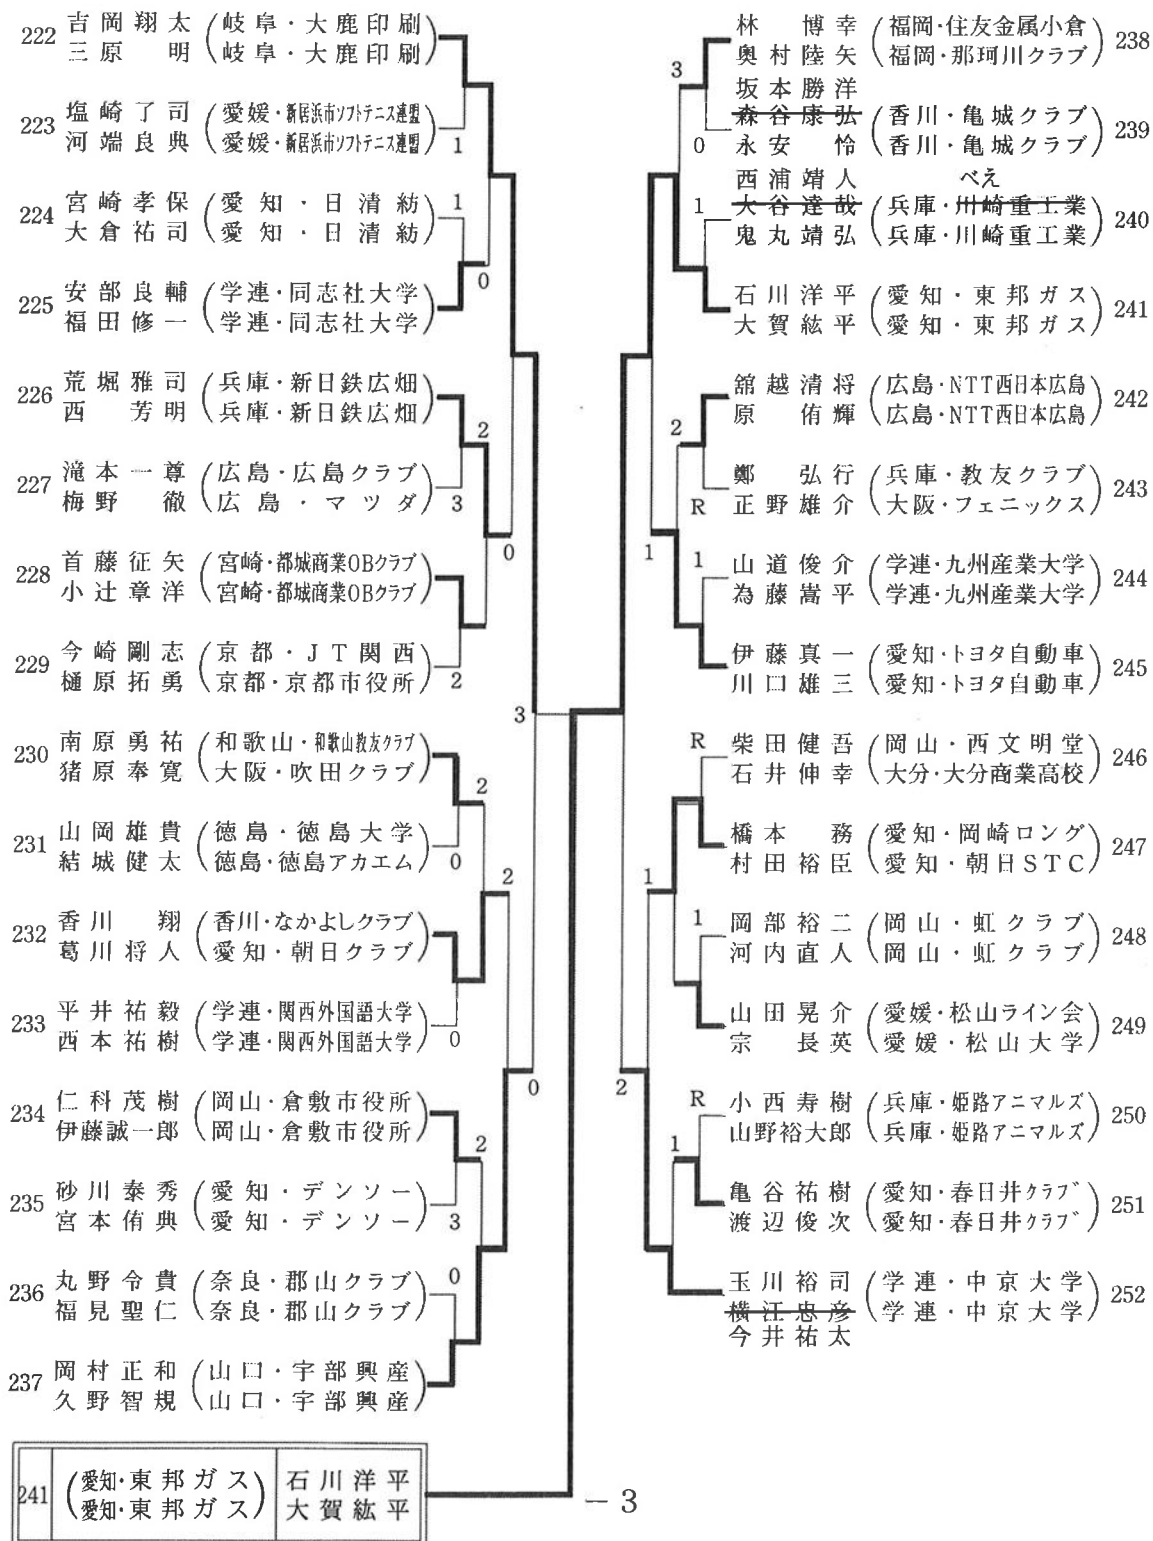 222 吉岡翔太 (岐阜・大鹿印刷)
三原 明 (岐阜・大鹿印刷)
223 塩崎了司 (愛媛・新居浜市ソフトテニス連盟)
河端良典 (愛媛・新居浜市ソフトテニス連盟)
1
224 宮崎孝保 (愛知・日清紡) 1
大倉祐司 (愛知・日清紡)
0
225 安部良輔 (学連・同志社大学)
福田修一 (学連・同志社大学)
226 荒堀雅司 (兵庫・新日鉄広畑)
西 芳明 (兵庫・新日鉄広畑)
2
227 滝本一尊 (広島・広島クラブ)
梅野 徹 (広島・マツダ) 3
0
228 首藤征矢 (宮崎・都城商業OBクラブ)
小辻章洋 (宮崎・都城商業OBクラブ)
229 今崎剛志 (京都・JT関西)
樋原拓勇 (京都・京都市役所) 2
3
230 南原勇祐 (和歌山・和歌山教友クラブ)
猪原奉寛 (大阪・吹田クラブ)
2
231 山岡雄貴 (徳島・徳島大学)
結城健太 (徳島・徳島アカエム) 0
2
232 香川 翔 (香川・なかよしクラブ)
葛川将人 (愛知・朝日クラブ)
233 平井祐毅 (学連・関西外国語大学)
西本祐樹 (学連・関西外国語大学) 0
0
234 仁科茂樹 (岡山・倉敷市役所)
伊藤誠一郎 (岡山・倉敷市役所)
2
235 砂川泰秀 (愛知・デンソー)
宮本侑典 (愛知・デンソー) 3
236 丸野令貴 (奈良・郡山クラブ) 0
福見聖仁 (奈良・郡山クラブ)
237 岡村正和 (山口・宇部興産)
久野智規 (山口・宇部興産)
241 (愛知・東邦ガス) 石川洋平
(愛知・東邦ガス) 大賀紘平
林 博幸 (福岡・住友金属小倉) 238
奥村陸矢 (福岡・那珂川クラブ)
3
坂本勝洋
森谷康弘 (香川・亀城クラブ) 239
0 永安 怜 (香川・亀城クラブ)
西浦靖人 べえ
1 大谷達哉 (兵庫・川崎重工業) 240
鬼丸靖弘 (兵庫・川崎重工業)
石川洋平 (愛知・東邦ガス) 241
大賀紘平 (愛知・東邦ガス)
舘越清将 (広島・NTT西日本広島) 242
原 侑輝 (広島・NTT西日本広島)
2
鄭 弘行 (兵庫・教友クラブ) 243
R 正野雄介 (大阪・フェニックス)
1
1 山道俊介 (学連・九州産業大学) 244
為藤嵩平 (学連・九州産業大学)
伊藤真一 (愛知・トヨタ自動車) 245
川口雄三 (愛知・トヨタ自動車)
R 柴田健吾 (岡山・西文明堂) 246
石井伸幸 (大分・大分商業高校)
橋本 務 (愛知・岡崎ロング) 247
村田裕臣 (愛知・朝日STC)
1
1 岡部裕二 (岡山・虹クラブ) 248
河内直人 (岡山・虹クラブ)
山田晃介 (愛媛・松山ライン会) 249
宗 長英 (愛媛・松山大学)
2
R 小西寿樹 (兵庫・姫路アニマルズ) 250
山野裕大郎 (兵庫・姫路アニマルズ)
1
亀谷祐樹 (愛知・春日井クラブ) 251
渡辺俊次 (愛知・春日井クラブ)
玉川裕司 (学連・中京大学) 252
横江忠彦 (学連・中京大学)
今井祐太
－3